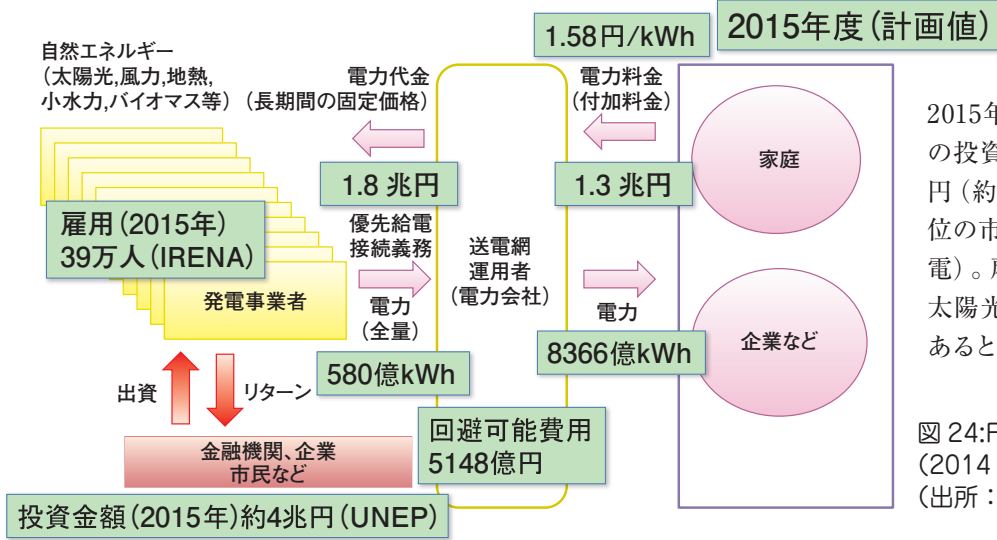 1.58円/kWh
2015年度(計画値)
自然エネルギー
(太陽光,風力,地熱,
小水力,バイオマス等)
電力代金
(長期間の固定価格)
電力料金
(付加料金)
家庭
1.8 兆円
1.3 兆円
雇用(2015年)
39万人(IRENA)
優先給電
接続義務
送電網
運用者
(電力会社)
発電事業者
電力
(全量)
電力
企業など
580億kWh
8366億kWh
出資
リターン
回避可能費用
5148億円
金融機関、企業
市民など
投資金額(2015年)約4兆円(UNEP)
2015年
の投資
円(約
位の市
電)。
太陽光
あると
図 24:F
(2014
(出所: